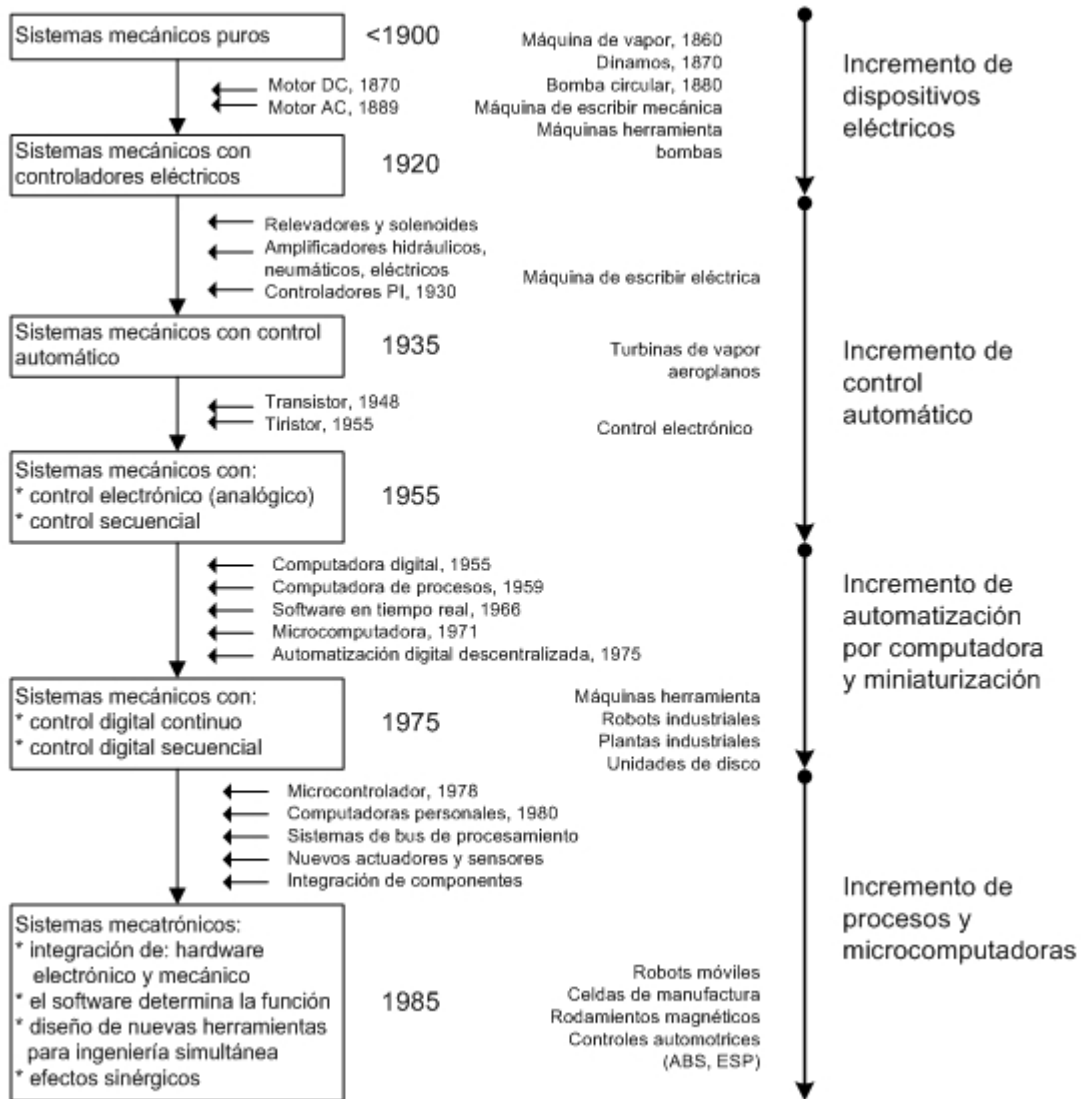 Sistemas mecánicos puros
<1900
Máquina de vapor, 1860
Dínamos, 1870
Bomba circular, 1880
Máquina de escribir mecánica
Máquinas herramienta
bombas
Incremento de
dispositivos
eléctricos
Motor DC, 1870
Motor AC, 1889
Sistemas mecánicos con
controladores eléctricos
1920
Relevadores y solenoides
Amplificadores hidráulicos,
neumáticos, eléctricos
Controladores PI, 1930
Máquina de escribir eléctrica
Sistemas mecánicos con control
automático
1935
Turbinas de vapor
aeroplanos
Incremento de
control
automático
Transistor, 1948
Tiristor, 1955
Control electrónico
Sistemas mecánicos con:
* control electrónico (analógico)
* control secuencial
1955
Computadora digital, 1955
Computadora de procesos, 1959
Software en tiempo real, 1966
Microcomputadora, 1971
Automatización digital descentralizada, 1975
Incremento de
automatización
por computadora
y miniaturización
Sistemas mecánicos con:
* control digital continuo
* control digital secuencial
1975
Máquinas herramienta
Robots industriales
Plantas industriales
Unidades de disco
Microcontrolador, 1978
Computadoras personales, 1980
Sistemas de bus de procesamiento
Nuevos actuadores y sensores
Integración de componentes
Incremento de
procesos y
microcomputadoras
Sistemas mecatrónicos:
* integración de: hardware
electrónico y mecánico
* el software determina la función
* diseño de nuevas herramientas
para ingeniería simultánea
* efectos sinérgicos
1985
Robots móviles
Celdas de manufactura
Rodamientos magnéticos
Controles automotrices
(ABS, ESP)